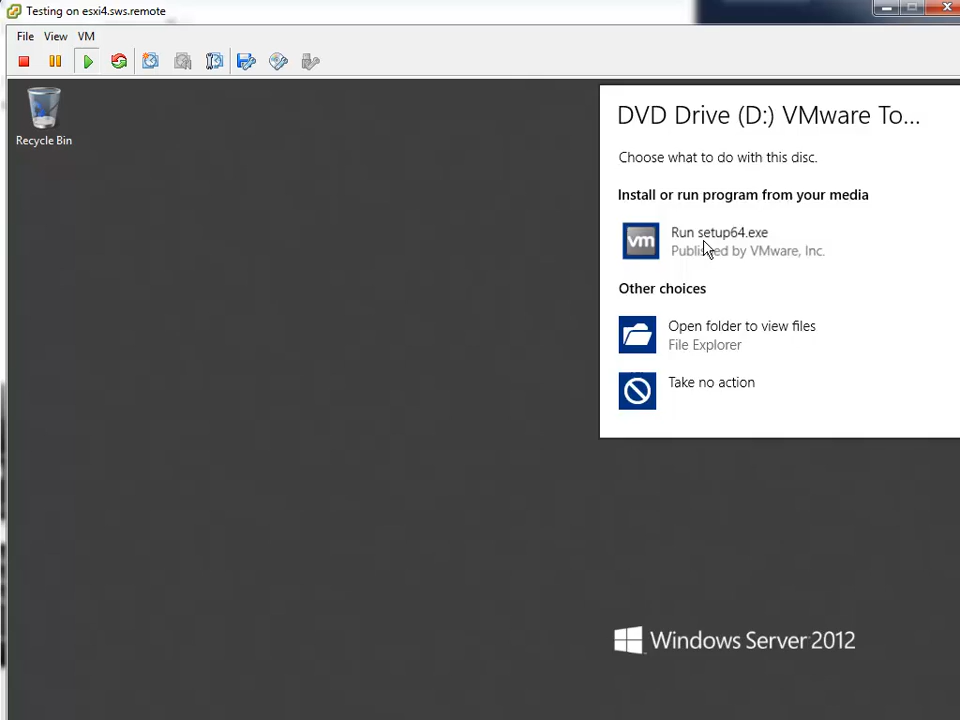 Testing on esxi4.sws.remote
File View VM
Recycle Bin
DVD Drive (D:) VMware To...
Choose what to do with this disc.
Install or run program from your media
vm
Run setup64.exe
Published by VMware, Inc.
Other choices
Open folder to view files
File Explorer
Take no action
Windows Server 2012